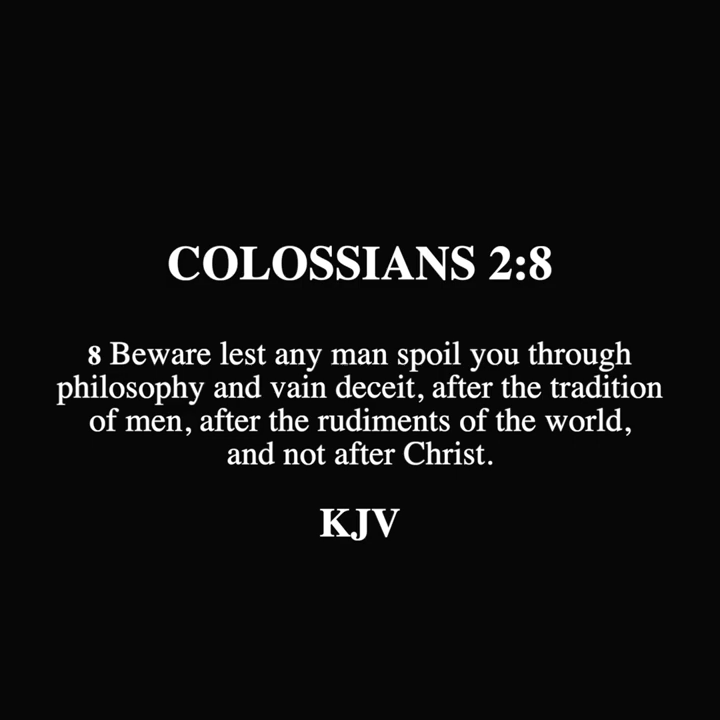 COLOSSIANS 2:8
8 Beware lest any man spoil you through
philosophy and vain deceit, after the tradition
of men, after the rudiments of the world,
and not after Christ.
KJV